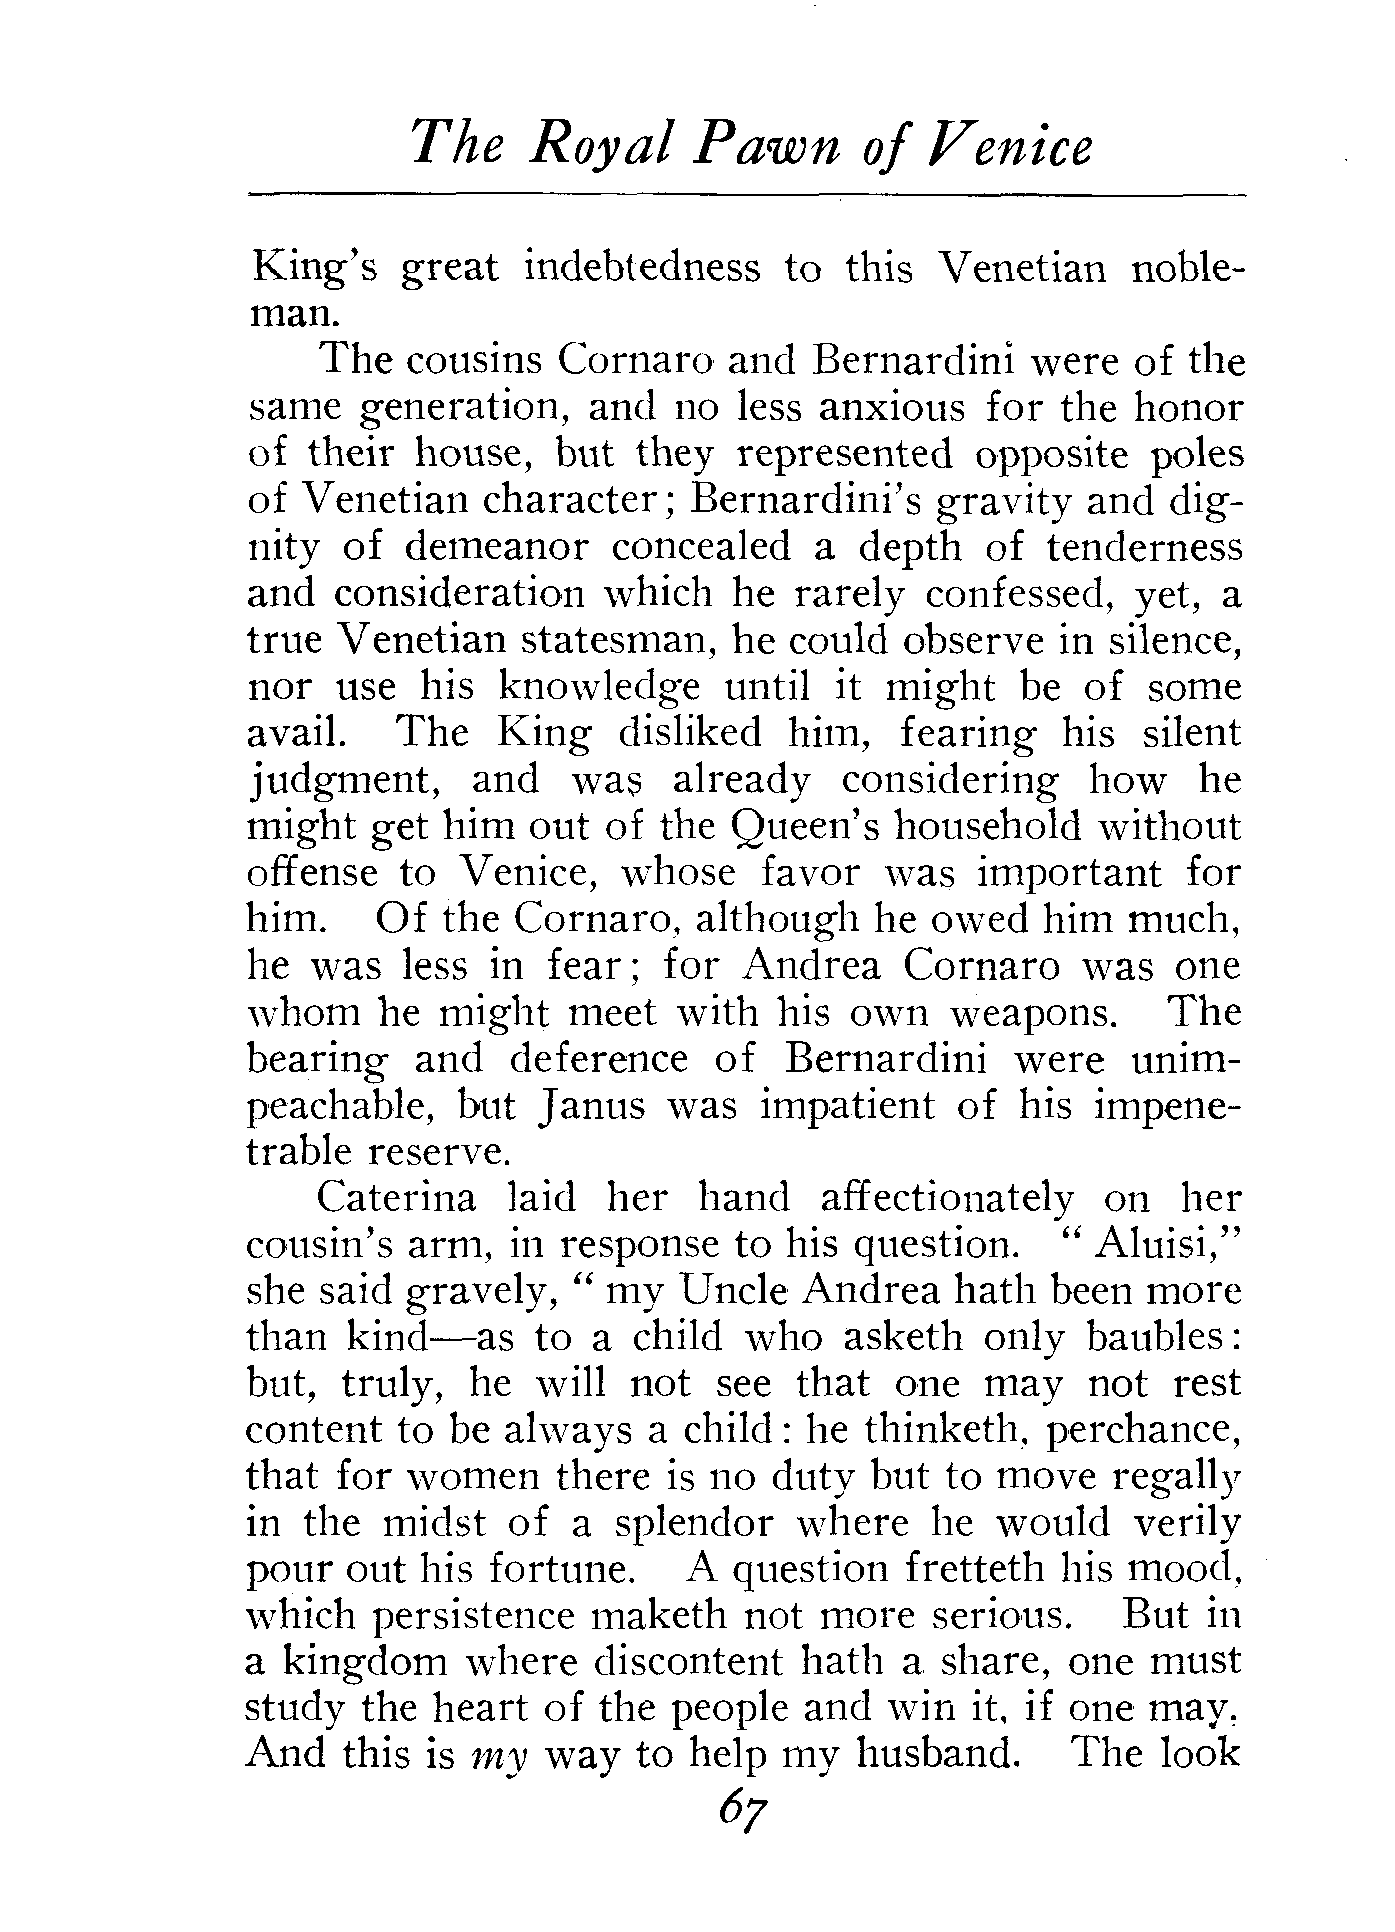 The Royal Pawn of Venice
King's great indebtedness to this Venetian noble-
man.
The cousins Cornaro and Bernardini were of the
same generation, and no less anxious for the honor
of their house, but they represented opposite poles
of Venetian character; Bernardini's gravity and dig-
nity of demeanor concealed a depth of tenderness
and consideration which he rarely confessed, yet, a
true Venetian statesman, he could observe in silence,
nor use his knowledge until it might be of some
avail. The King disliked him, fearing his silent
judgment, and was already considering how he
might get him out of the Queen's household without
offense to Venice, whose favor was important for
him. Of the Cornaro, although he owed him much,
he was less in fear; for Andrea Cornaro was one
whom he might meet with his own weapons. The
bearing and deference of Bernardini were unim-
peachable, but Janus was impatient of his impene-
trable reserve.
Caterina laid her hand affectionately on her
cousin's arm, in response to his question. " Aluisi,"
she said gravely, " my Uncle Andrea hath been more
than kind—as to a child who asketh only baubles:
but, truly, he will not see that one may not rest
content to be always a child: he thinketh, perchance,
that for women there is no duty but to move regally
in the midst of a splendor where he would verily
pour out his fortune. A question fretteth his mood,
which persistence maketh not more serious. But in
a kingdom where discontent hath a share, one must
study the heart of the people and win it, if one may.
And this is my way to help my husband. The look
67